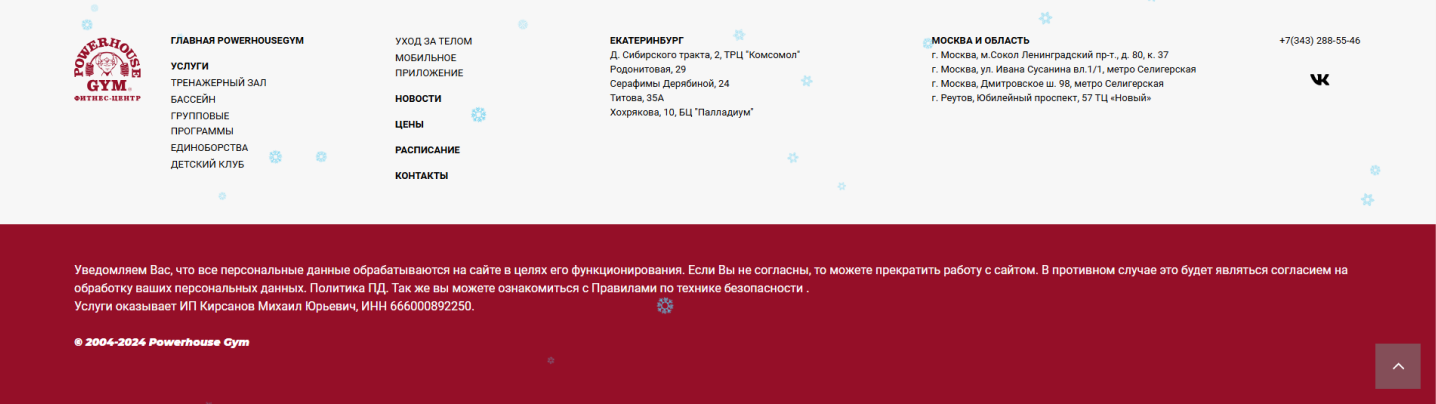 POWERHOUSE
GYM
ФИТНЕС-ЦЕНТР
ГЛАВНАЯ POWERHOUSEGYM
УСЛУГИ
ТРЕНАЖЕРНЫЙ ЗАЛ
БАССЕЙН
ГРУППОВЫЕ
ПРОГРАММЫ
ЕДИНОБОРСТВА
ДЕТСКИЙ КЛУБ
УХОД ЗА ТЕЛОМ
МОБИЛЬНОЕ
ПРИЛОЖЕНИЕ
НОВОСТИ
ЦЕНЫ
РАСПИСАНИЕ
КОНТАКТЫ
ЕКАТЕРИНБУРГ
Д. Сибирского тракта, 2, ТРЦ "Комсомол"
Родонитовая, 29
Серафимы Дерябиной, 24
Титова, 35А
Хохрякова, 10, БЦ "Палладиум"
МОСКВА И ОБЛАСТЬ
г. Москва, м.Сокол Ленинградский пр-т., д. 80, к. 37
г. Москва, ул. Ивана Сусанина вл.1/1, метро Селигерская
г. Москва, Дмитровское ш. 98, метро Селигерская
г. Реутов, Юбилейный проспект, 57 ТЦ «Новый»
+7(343) 288-55-46
Уведомляем Вас, что все персональные данные обрабатываются на сайте в целях его функционирования. Если Вы не согласны, то можете прекратить работу с сайтом. В противном случае это будет являться согласием на
обработку ваших персональных данных. Политика ПД. Так же вы можете ознакомиться с Правилами по технике безопасности .
Услуги оказывает ИП Кирсанов Михаил Юрьевич, ИНН 666000892250.
© 2004-2024 Powerhouse Gym